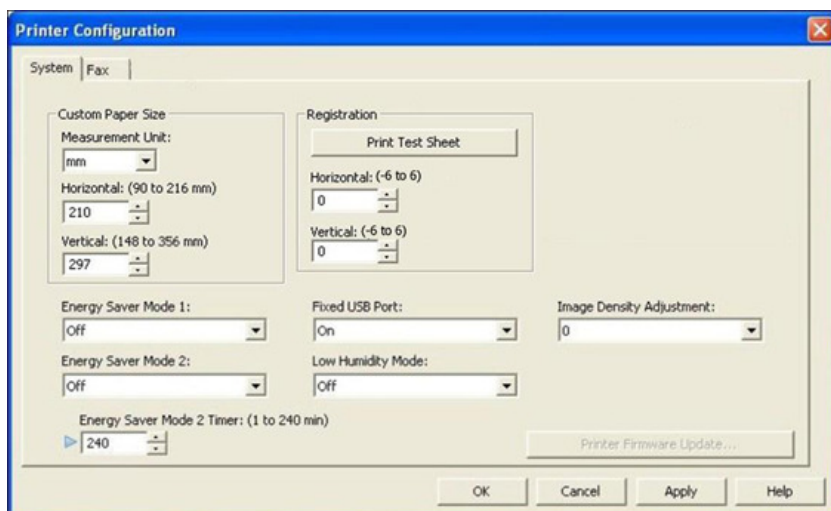 Printer Configuration
System
Fax
Custom Paper Size
Measurement Unit:
mm
Horizontal: (90 to 216 mm)
210
Vertical: (148 to 356 mm)
297
Registration
Print Test Sheet
Horizontal: (-6 to 6)
0
Vertical: (-6 to 6)
0
Energy Saver Mode 1:
Off
Fixed USB Port:
On
Image Density Adjustment:
0
Energy Saver Mode 2:
Off
Low Humidity Mode:
Off
Energy Saver Mode 2 Timer: (1 to 240 min)
240
Printer Firmware Update...
OK
Cancel
Apply
Help